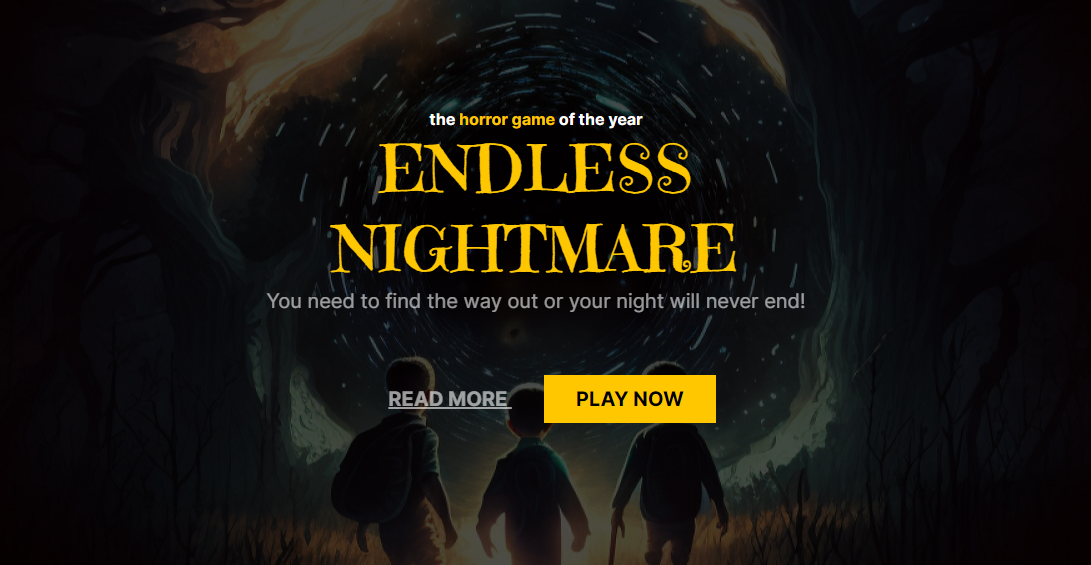 the horror game of the year
ENDLESS
NIGHTMARE
You need to find the way out or your night will never end!
READ MORE
PLAY NOW